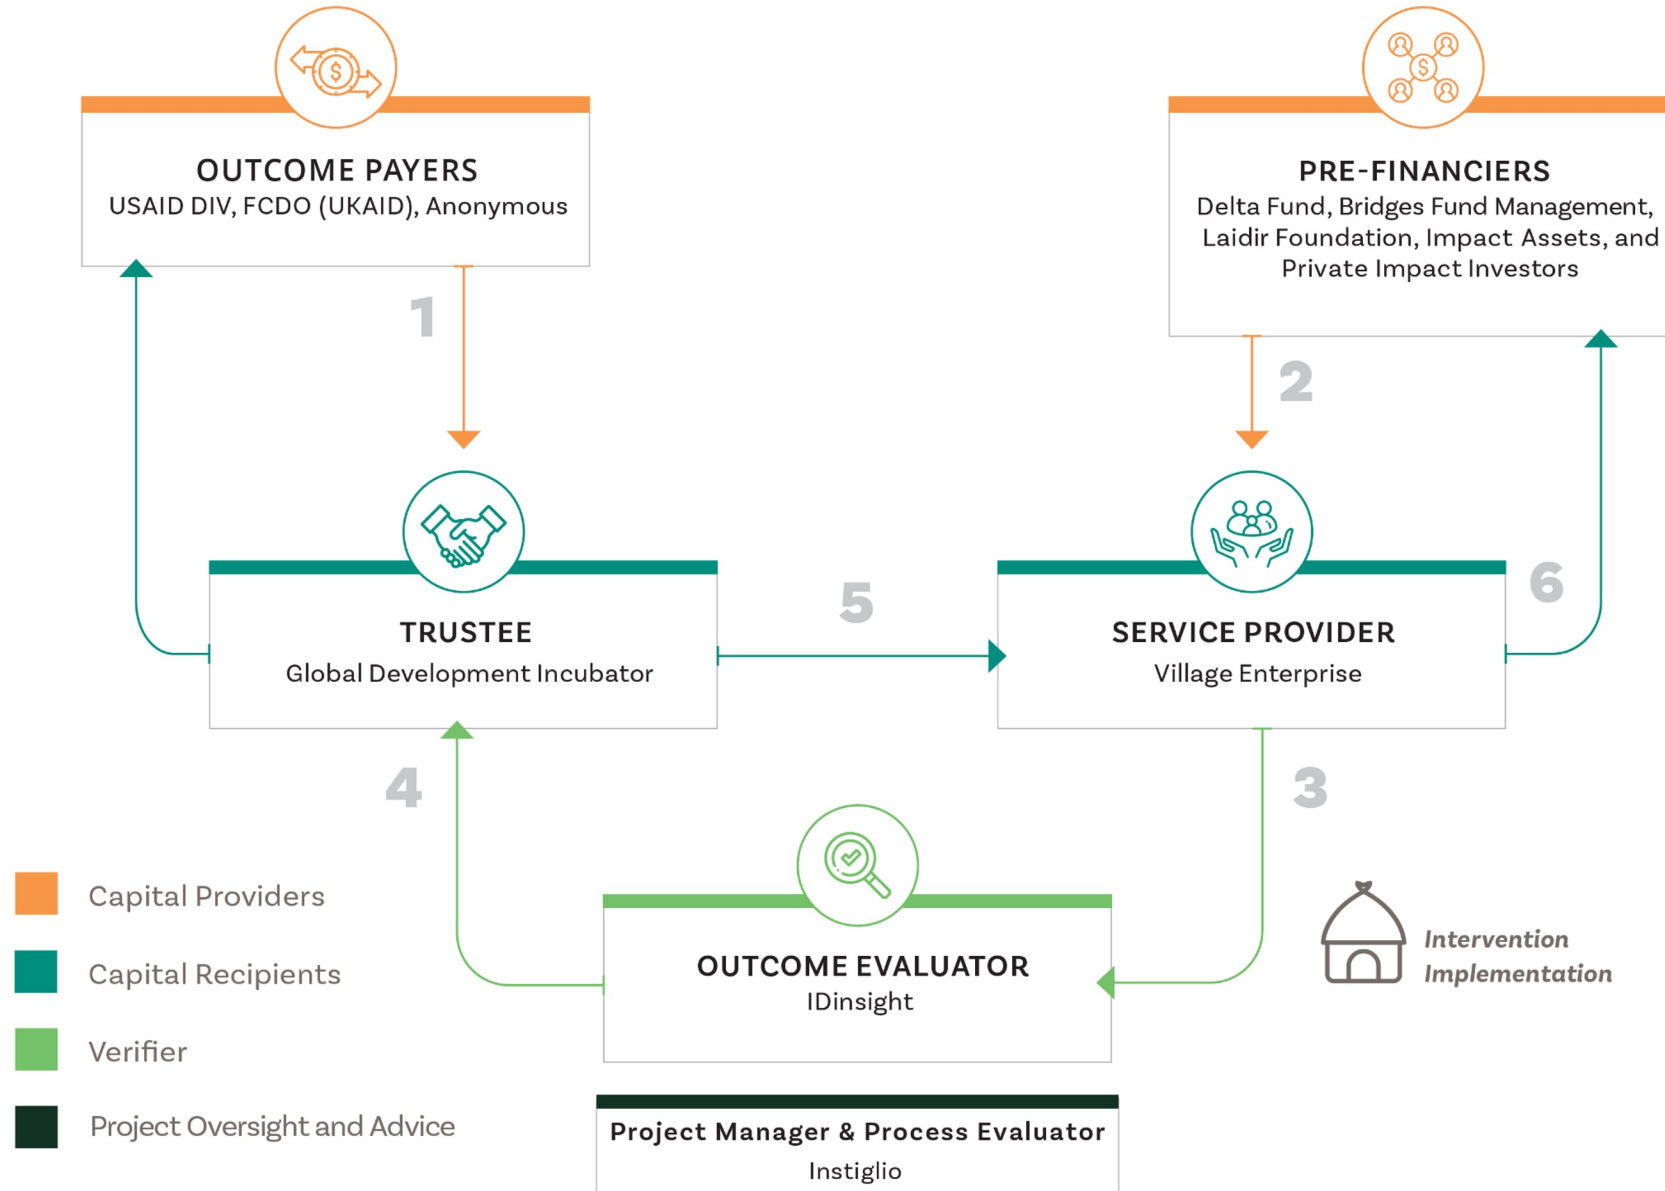 $
$
OUTCOME PAYERS
USAID DIV, FCDO (UKAID), Anonymous
PRE-FINANCIERS
Delta Fund, Bridges Fund Management,
Laidir Foundation, Impact Assets, and
Private Impact Investors
1
2
TRUSTEE
Global Development Incubator
5
SERVICE PROVIDER
Village Enterprise
6
4
3
OUTCOME EVALUATOR
IDinsight
Intervention
Implementation
Capital Providers
Capital Recipients
Verifier
Project Oversight and Advice
Project Manager & Process Evaluator
Instiglio